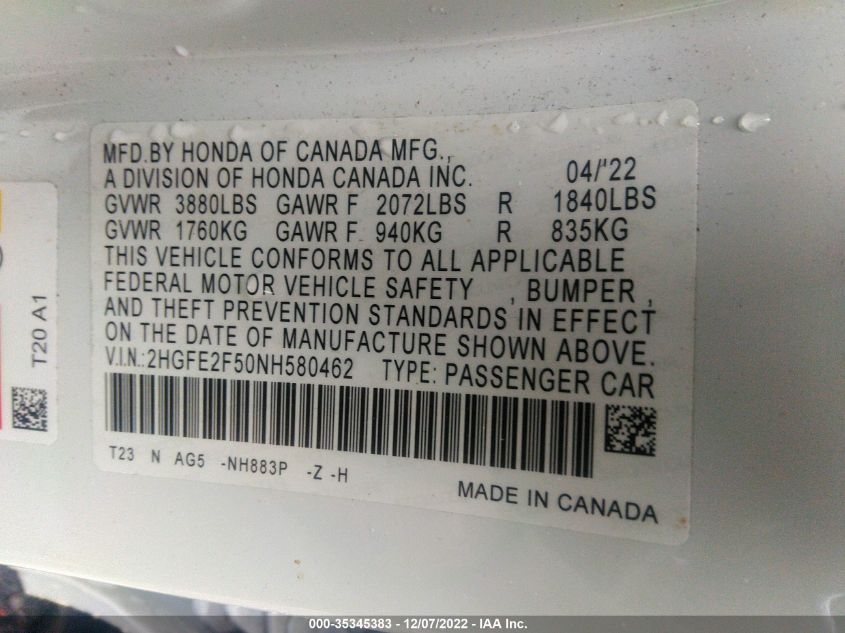 MFD.BY HONDA OF CANADA MFG.,
A DIVISION OF HONDA CANADA INC. 04/'22
GVWR 3880LBS GAWR F 2072LBS R 1840LBS
GVWR 1760KG GAWR F 940KG R 835KG
THIS VEHICLE CONFORMS TO ALL APPLICABLE
FEDERAL MOTOR VEHICLE SAFETY , BUMPER ,
AND THEFT PREVENTION STANDARDS IN EFFECT
ON THE DATE OF MANUFACTURE SHOWN ABOVE.
V.I.N.:2HGFE2F50NH580462 TYPE: PASSENGER CAR
T23 N AG5 -NH883P -Z -H
MADE IN CANADA
T20 A1
000-35345383 - 12/07/2022 - IAA Inc.